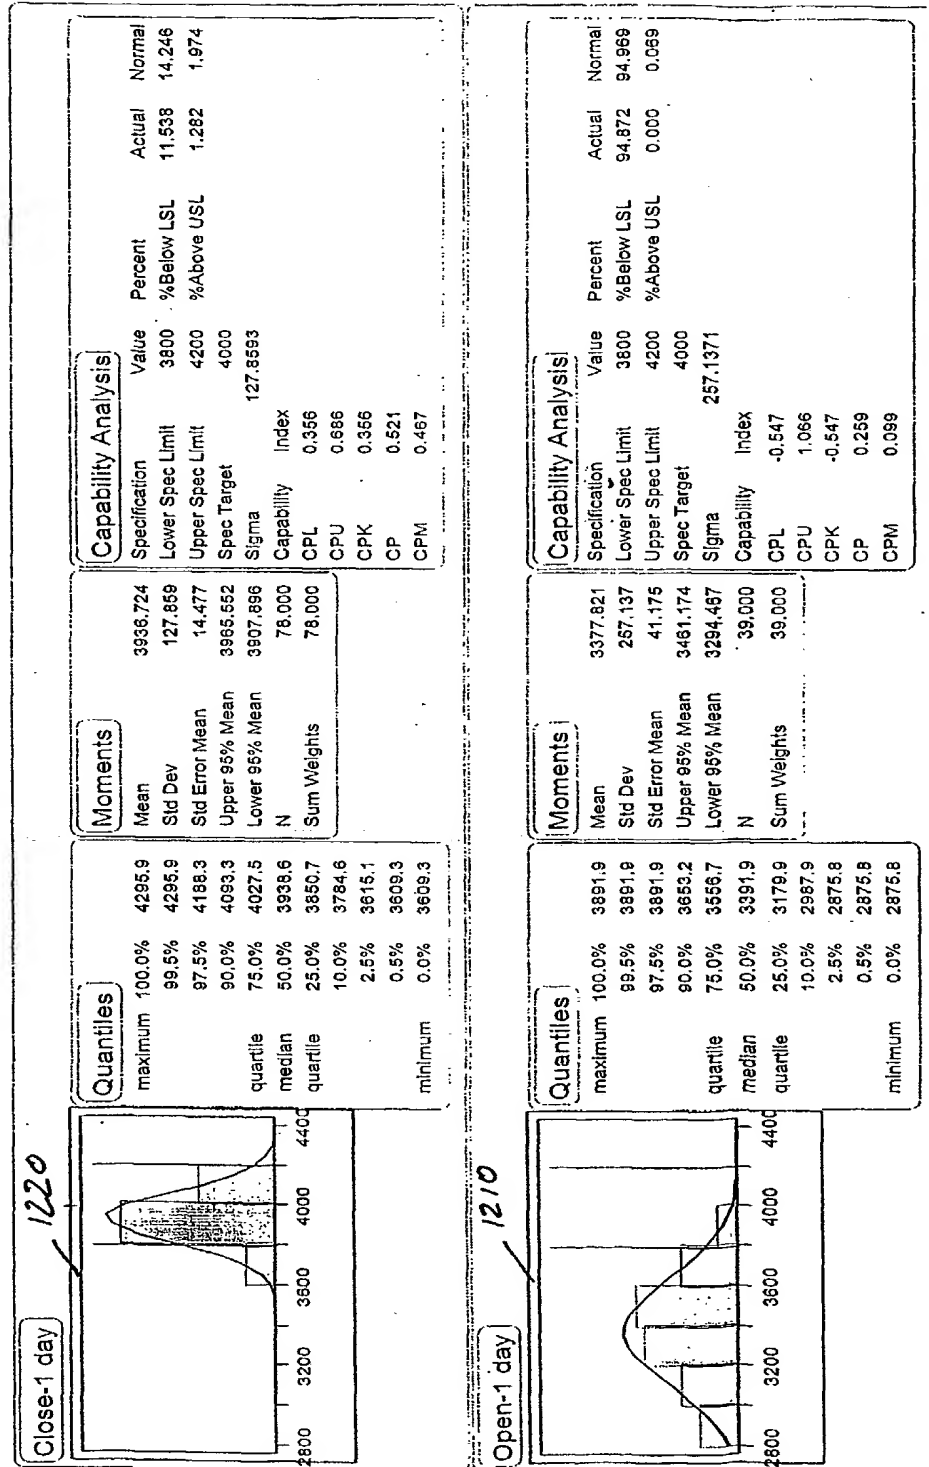 Close-1 day
1220
2800 3200 3600 4000 4400
Quantiles
maximum 100.0% 4295.9
99.5% 4295.9
97.5% 4188.3
90.0% 4093.3
quartile 75.0% 4027.5
median 50.0% 3938.6
quartile 25.0% 3850.7
10.0% 3784.6
2.5% 3615.1
0.5% 3609.3
minimum 0.0% 3609.3
Moments
Mean 3936.724
Std Dev 127.859
Std Error Mean 14.477
Upper 95% Mean 3965.552
Lower 95% Mean 3907.896
N 78.000
Sum Weights 78.000
Capability Analysis
Specification Value Percent Actual Normal
Lower Spec Limit 3800 %Below LSL 11.538 14.246
Upper Spec Limit 4200 %Above USL 1.282 1.974
Spec Target 4000
Sigma 127.8593
Capability Index
CPL 0.356
CPU 0.686
CPK 0.356
CP 0.521
CPM 0.467
Open-1 day
1210
2800 3200 3600 4000 4400
Quantiles
maximum 100.0% 3891.9
99.5% 3891.9
97.5% 3891.9
90.0% 3653.2
quartile 75.0% 3556.7
median 50.0% 3391.9
quartile 25.0% 3179.9
10.0% 2987.9
2.5% 2875.8
0.5% 2875.8
minimum 0.0% 2875.8
Moments
Mean 3377.821
Std Dev 257.137
Std Error Mean 41.175
Upper 95% Mean 3461.174
Lower 95% Mean 3294.467
N 39.000
Sum Weights 39.000
Capability Analysis
Specification Value Percent Actual Normal
Lower Spec Limit 3800 %Below LSL 94.872 94.969
Upper Spec Limit 4200 %Above USL 0.000 0.069
Spec Target 4000
Sigma 257.1371
Capability Index
CPL -0.547
CPU 1.066
CPK -0.547
CP 0.259
CPM 0.099